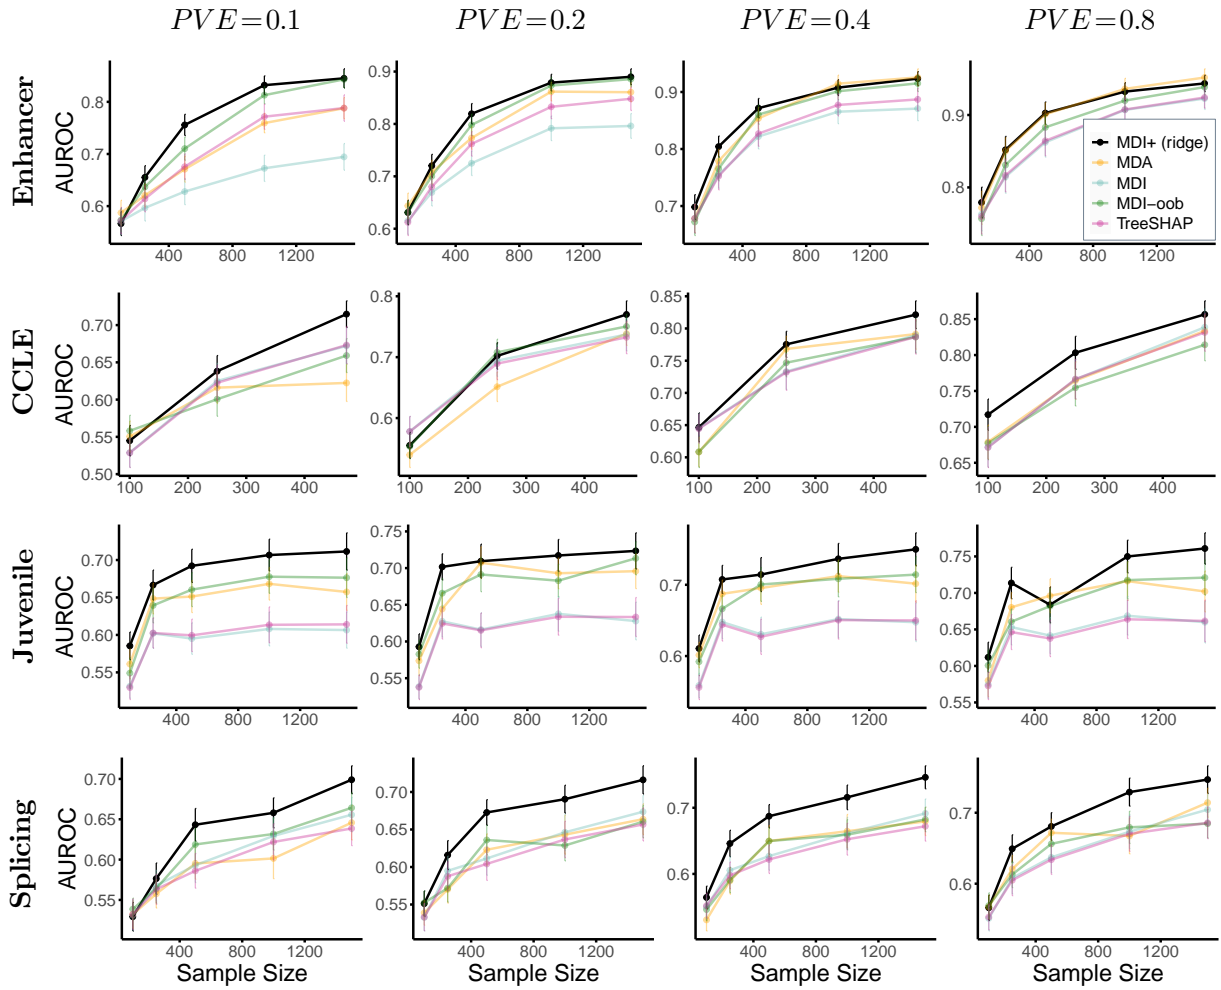 PVE=0.1 PVE=0.2 PVE=0.4 PVE=0.8
Enhancer
AUROC
0.8
0.7
0.6
400 800 1200
0.9
0.8
0.7
0.6
400 800 1200
0.9
0.8
0.7
0.6
400 800 1200
0.9
0.8
400 800 1200
MDI+ (ridge)
MDA
MDI
MDI-oob
TreeSHAP
CCLE
AUROC
0.70
0.65
0.60
0.55
0.50
100 200 300 400
0.8
0.7
0.6
100 200 300 400
0.85
0.80
0.75
0.70
0.65
0.60
100 200 300 400
0.85
0.80
0.75
0.70
0.65
100 200 300 400
Juvenile
AUROC
0.70
0.65
0.60
0.55
400 800 1200
0.75
0.70
0.65
0.60
0.55
400 800 1200
0.7
0.6
400 800 1200
0.75
0.70
0.65
0.60
0.55
400 800 1200
Splicing
AUROC
0.70
0.65
0.60
0.55
400 800 1200
Sample Size
0.70
0.65
0.60
0.55
400 800 1200
Sample Size
0.7
0.6
400 800 1200
Sample Size
0.7
0.6
400 800 1200
Sample Size